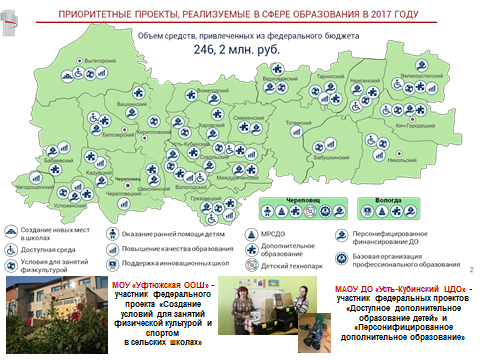 ПРИОРИТЕТНЫЕ ПРОЕКТЫ, РЕАЛИЗУЕМЫЕ В СФЕРЕ ОБРАЗОВАНИЯ В 2017 ГОДУ
Объем средств, привлеченных из федерального бюджета
246, 2 млн. руб.
Вытегорский
Вожегодский
Верховажский
Тарногский
Нюксенский
Великоустюгский
Вашкинский
Белозерский
Кирилловский
Харовский
Сямженский
Усть-Кубинский
Тотемский
Кич-Городецкий
Бабаевский
Кадуйский
Сокольский
Бабушкинский
Никольский
Чагодощенский
Череповец
Череповецкий
Шекснинский
Вологодский
Междуреченский
Устюженский
Грязовецкий
Череповец
Вологда
Создание новых мест
в школах
Доступная среда
Условия для занятий
физкультурой
Оказание ранней помощи детям
Повышение качества образования
Поддержка инновационных школ
МРСДО
Дополнительное
образование
Детский технопарк
Персонифицированное
финансирование ДО
Базовая организация
профессионального образования
2
МОУ «Уфтюжская ООШ» -
участник федерального
проекта «Создание
условий для занятий
физической культурой и
спортом
в сельских школах»
МАОУ ДО «Усть-Кубинский ЦДО» -
участник федеральных проектов
«Доступное дополнительное
образование детей» и
«Персонифицированное
дополнительное образование»